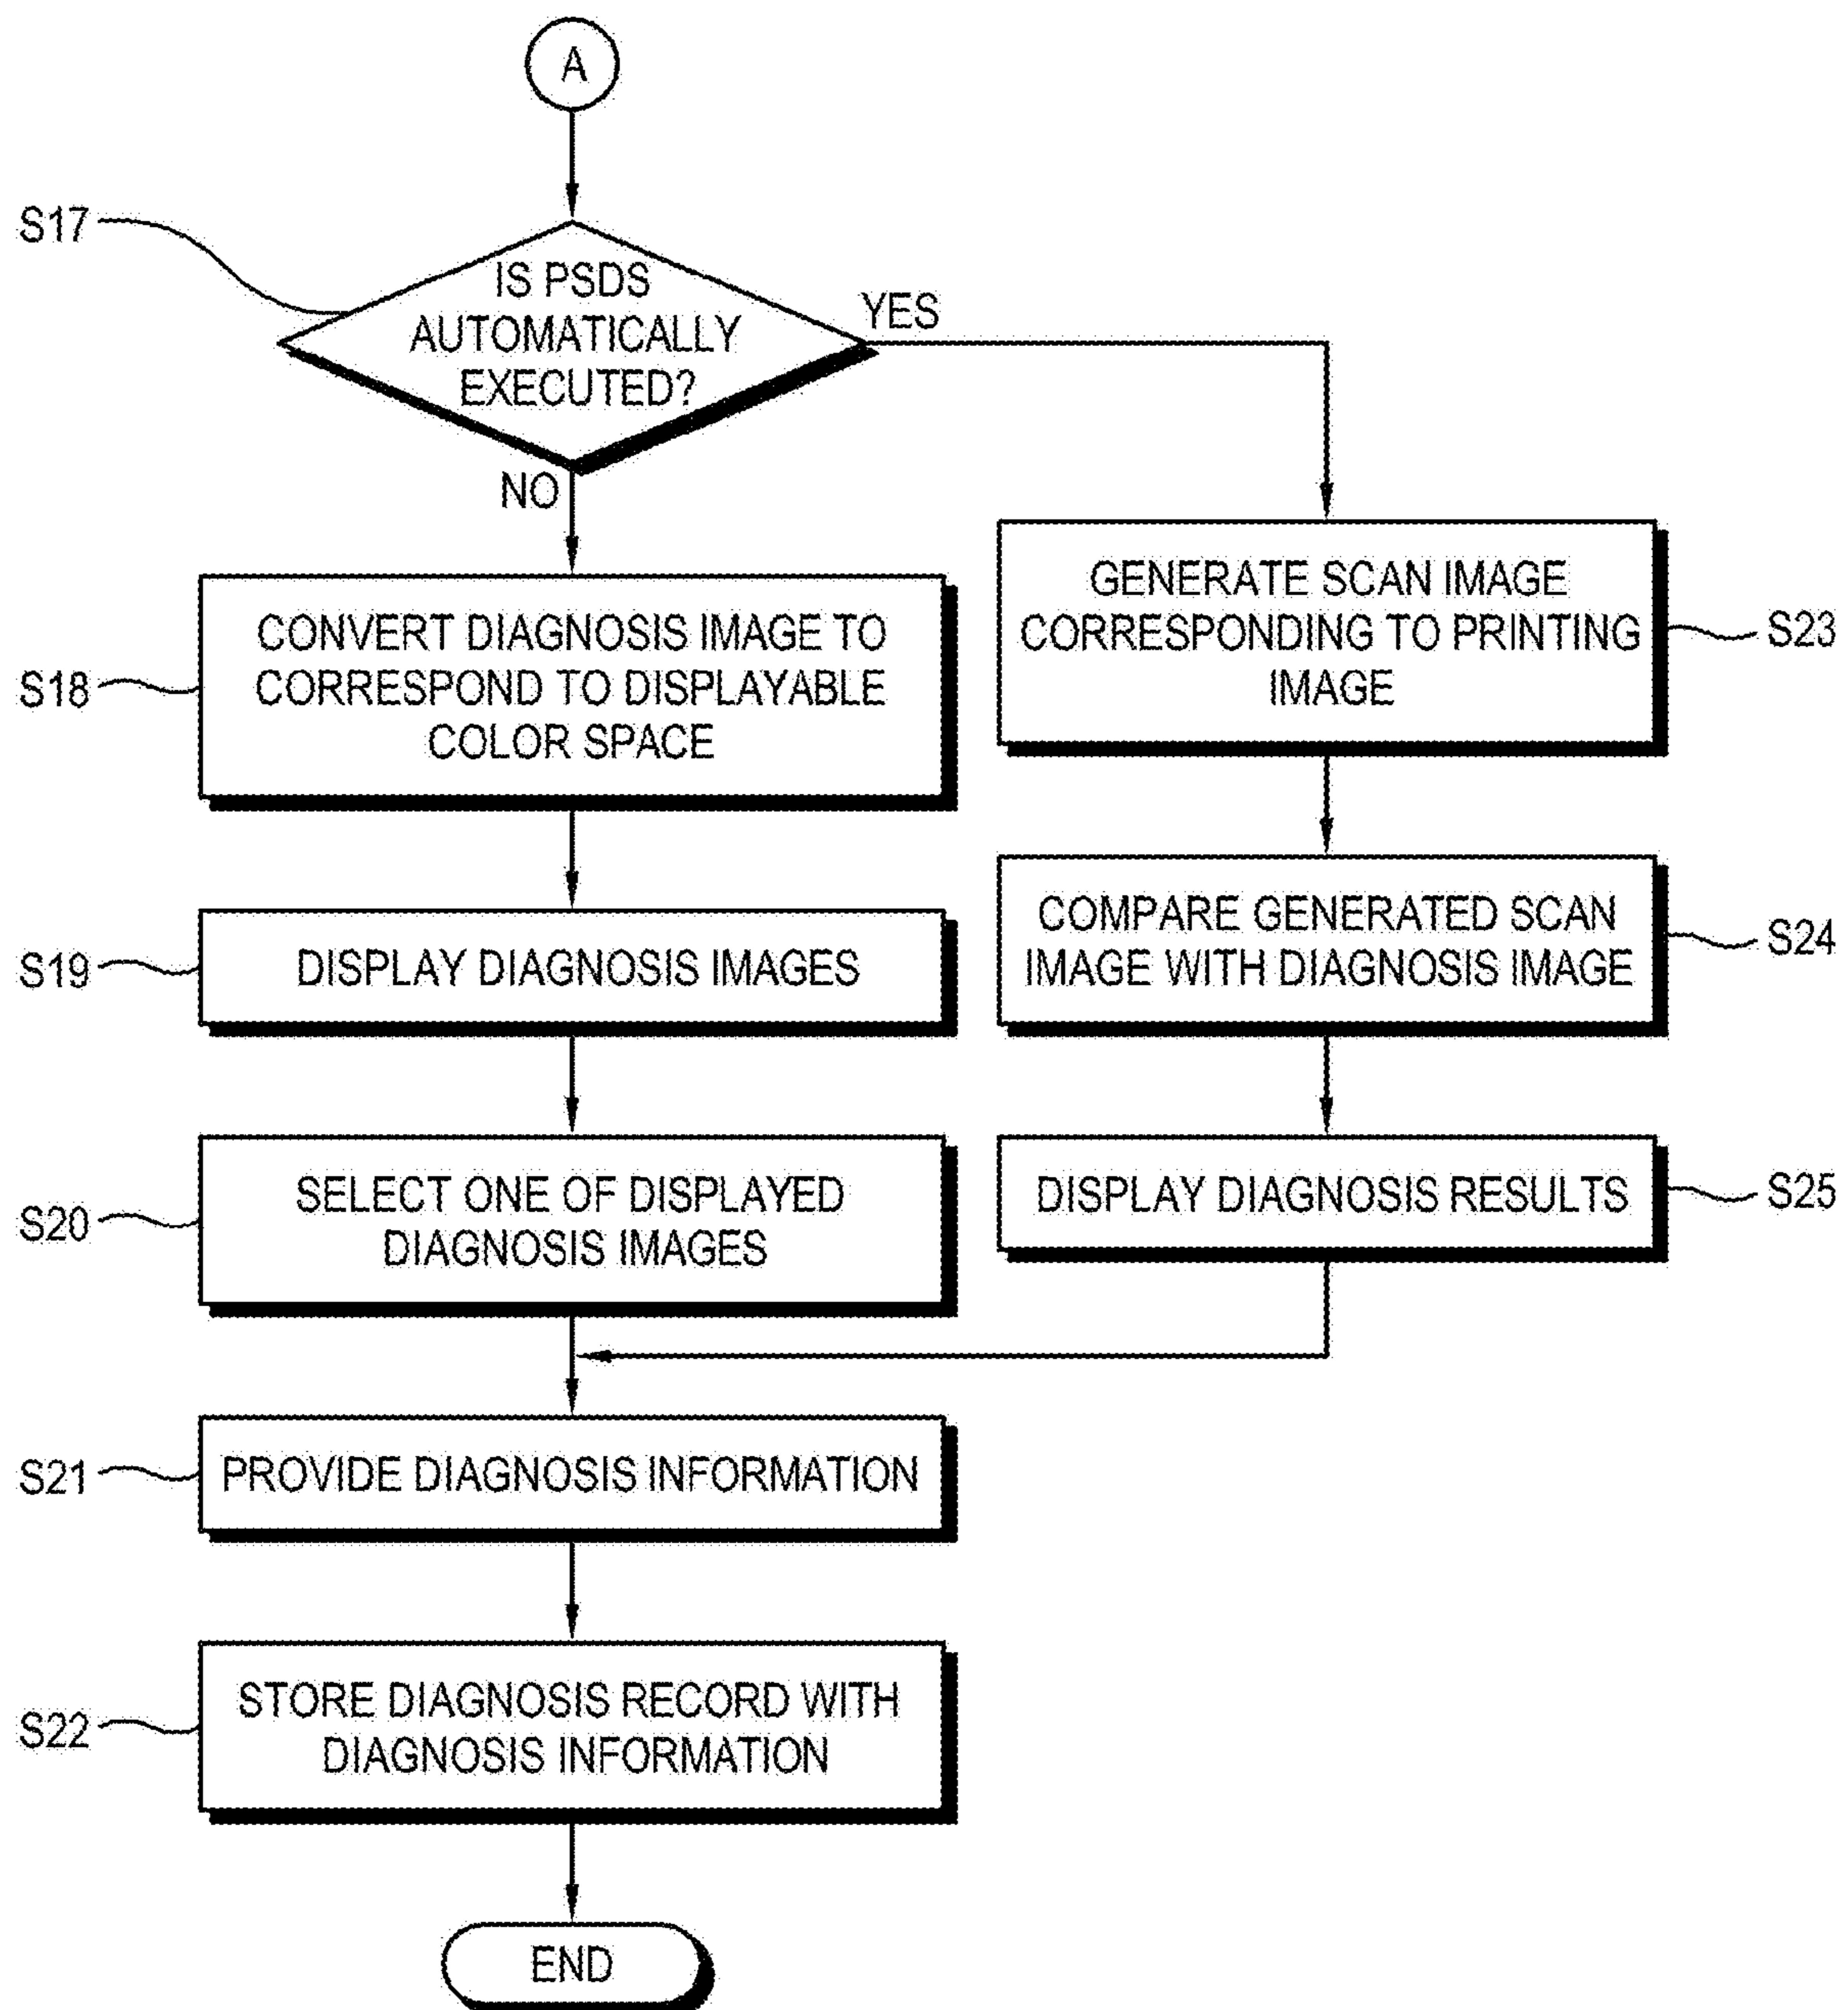 A
S17
IS PSDS
AUTOMATICALLY
EXECUTED?
YES
NO
S18
CONVERT DIAGNOSIS IMAGE TO
CORRESPOND TO DISPLAYABLE
COLOR SPACE
GENERATE SCAN IMAGE
CORRESPONDING TO PRINTING
IMAGE
S23
S19
DISPLAY DIAGNOSIS IMAGES
COMPARE GENERATED SCAN
IMAGE WITH DIAGNOSIS IMAGE
S24
S20
SELECT ONE OF DISPLAYED
DIAGNOSIS IMAGES
DISPLAY DIAGNOSIS RESULTS
S25
S21
PROVIDE DIAGNOSIS INFORMATION
S22
STORE DIAGNOSIS RECORD WITH
DIAGNOSIS INFORMATION
END